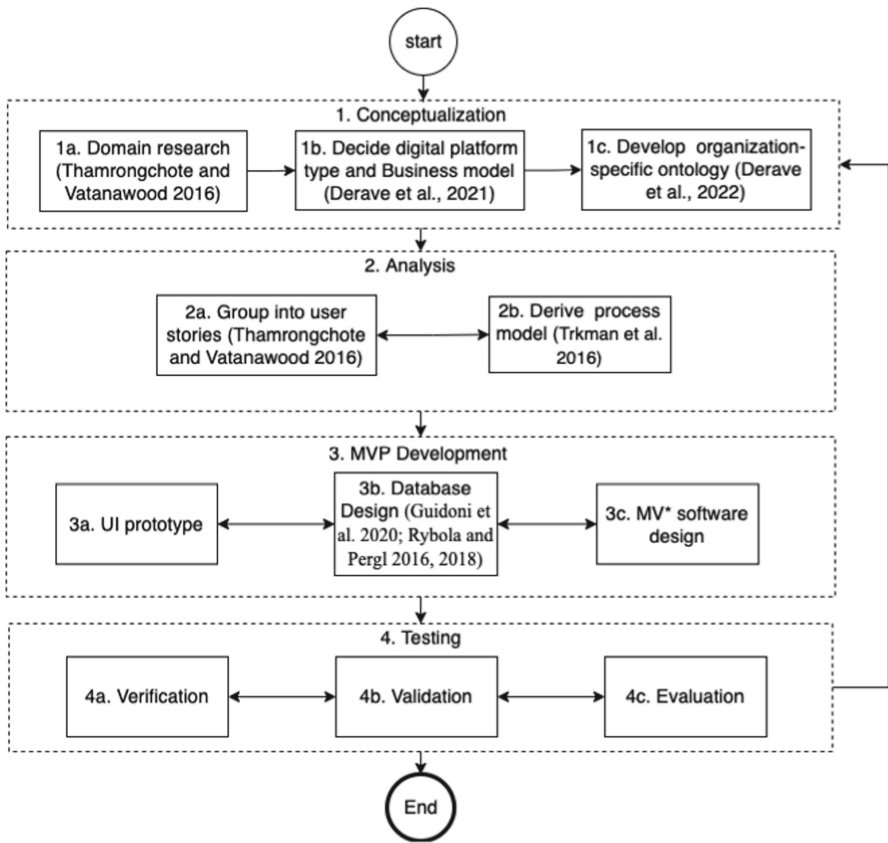 start
1. Conceptualization
1a. Domain research
(Thamrongchote and
Vatanawood 2016)
1b. Decide digital platform
type and Business model
(Derave et al., 2021)
1c. Develop organization-
specific ontology (Derave
et al., 2022)
2. Analysis
2a. Group into user
stories (Thamrongchote
and Vatanawood 2016)
2b. Derive process
model (Trkman et al.
2016)
3. MVP Development
3a. UI prototype
3b. Database
Design (Guidoni et
al. 2020; Rybola and
Pergl 2016, 2018)
3c. MV* software
design
4. Testing
4a. Verification
4b. Validation
4c. Evaluation
End